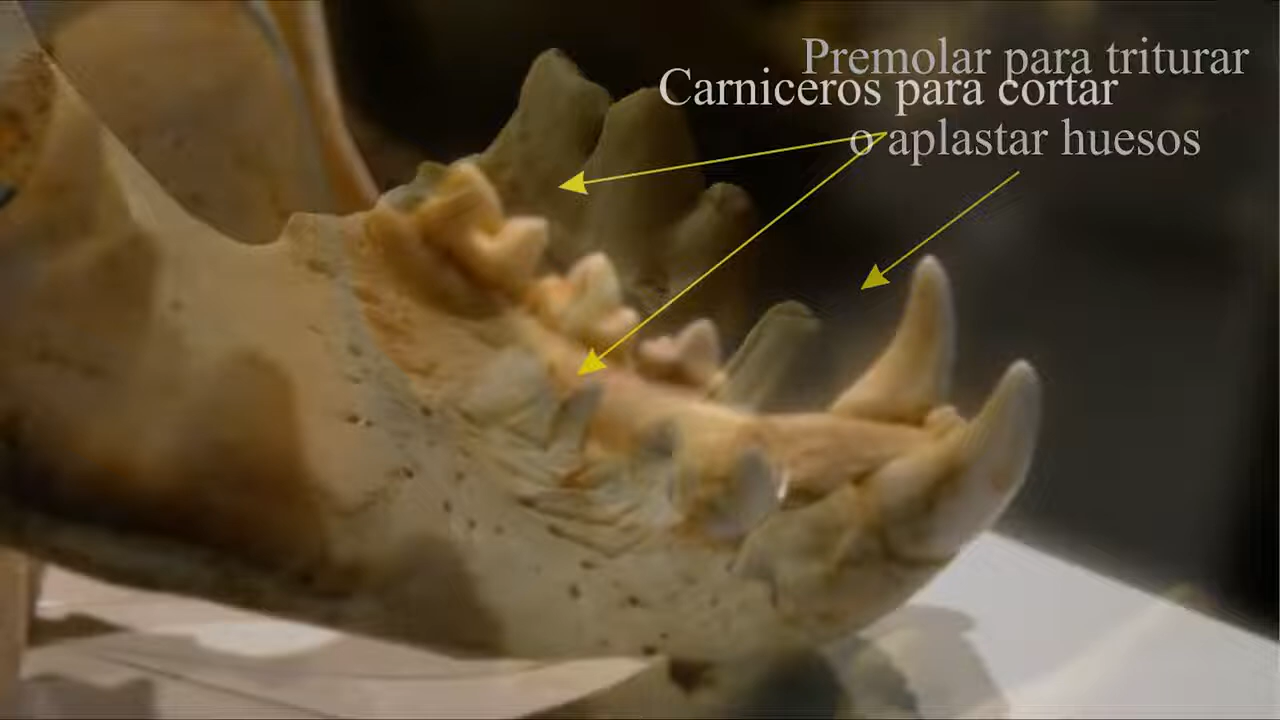 Premolar para triturar
Carniceros para cortar
o aplastar huesos